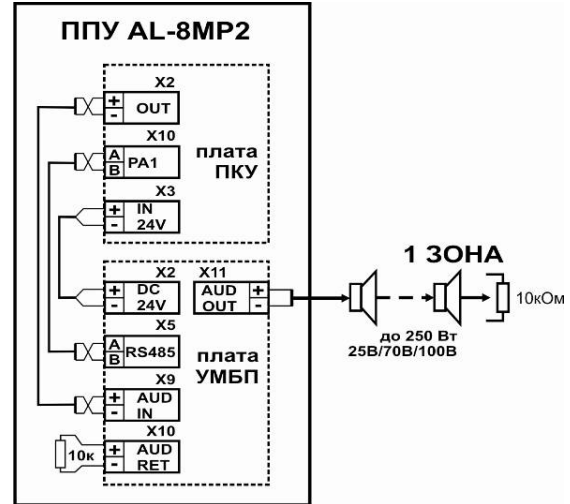 ППУ AL-8MP2
X2
+ OUT
-
X10
A PA1
B
X3
+ IN
- 24V
плата
ПКУ
X2
+ DC
- 24V
X11
AUD +
OUT -
X5
A RS485
B
X9
+ AUD
- IN
X10
+ AUD
- RET
10к
плата
УМБП
1 ЗОНА
10кОм
до 250 Вт
25В/70В/100В